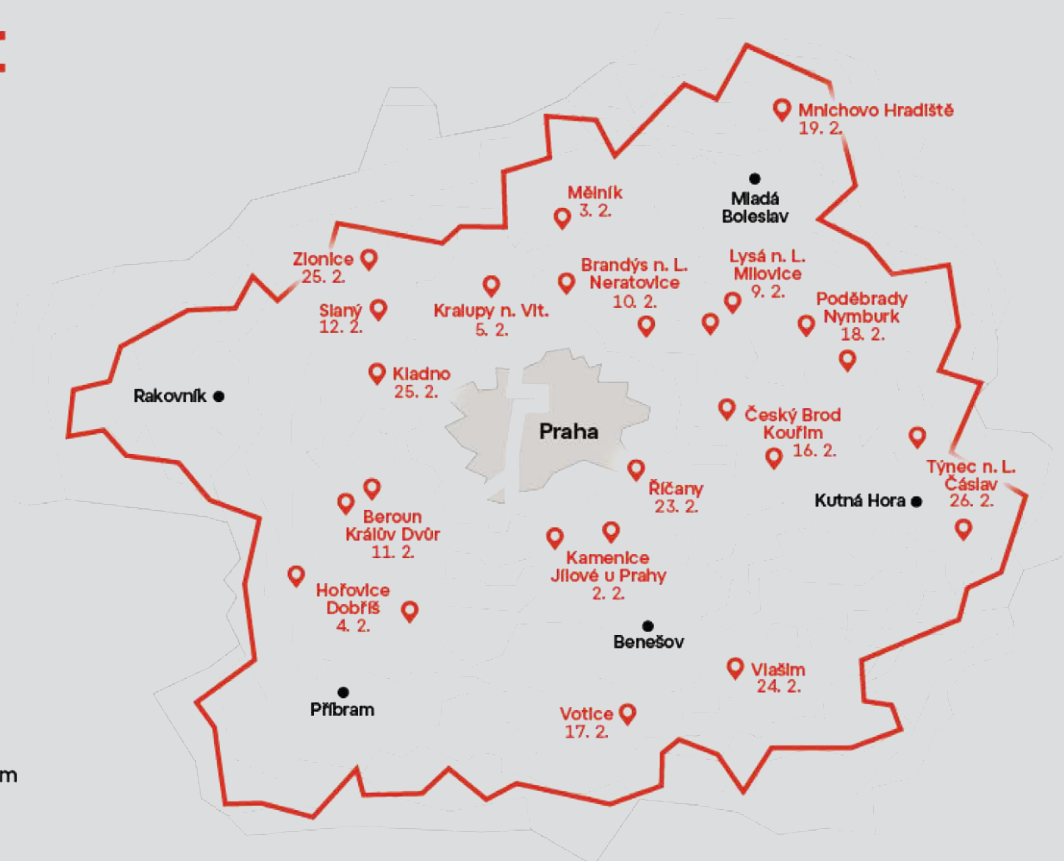 Mnichovo Hradiště
19. 2.
Mladá
Boleslav
Mělník
3. 2.
Zlonice
25. 2.
Brandýs n. L.
Neratovice
10. 2.
Lysá n. L.
Milovice
9. 2.
Slaný
12. 2.
Kralupy n. Vlt.
5. 2.
Poděbrady
Nymburk
18. 2.
Kladno
25. 2.
Rakovník
Praha
Český Brod
Kouřim
16. 2.
Týnec n. L.
Čáslav
26. 2.
Říčany
23. 2.
Kutná Hora
Beroun
Králův Dvůr
11. 2.
Kamenice
Jílové u Prahy
2. 2.
Hořovice
Dobříš
4. 2.
Benešov
Vlašim
24. 2.
Příbram
Votice
17. 2.